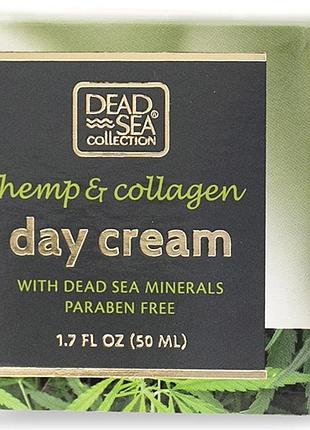 DEAD
SEA®
COLLECTION
hemp & collagen
day cream
WITH DEAD SEA MINERALS
PARABEN FREE
1.7 FL OZ (50 ML)